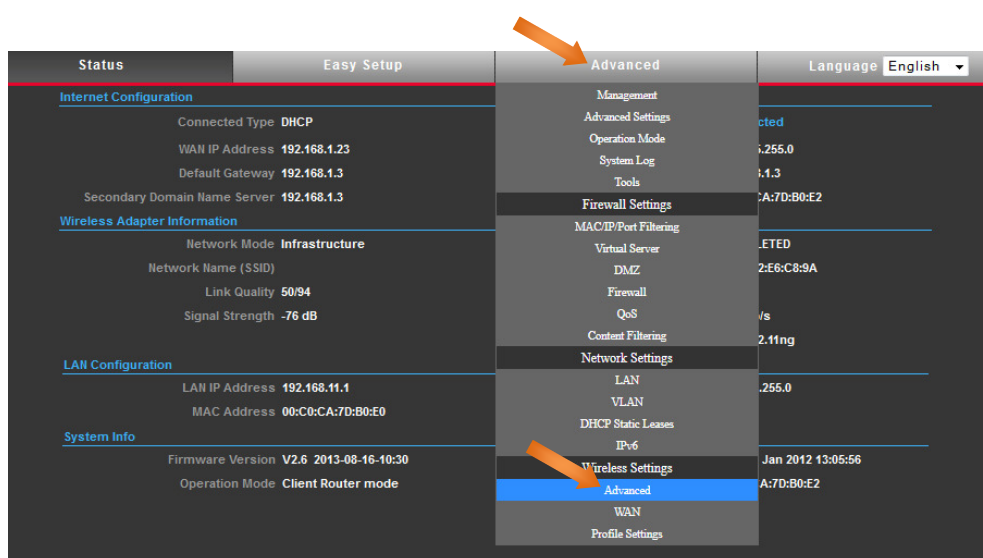 Status Easy Setup Advanced Language English
Internet Configuration
Connected Type DHCP
WAN IP Address 192.168.1.23
Default Gateway 192.168.1.3
Secondary Domain Name Server 192.168.1.3
Wireless Adapter Information
Network Mode Infrastructure
Network Name (SSID)
Link Quality 50/94
Signal Strength -76 dB
LAN Configuration
LAN IP Address 192.168.11.1
MAC Address 00:C0:CA:7D:B0:E0
System Info
Firmware Version V2.6 2013-08-16-10:30
Operation Mode Client Router mode
Management
Advanced Settings
Operation Mode
System Log
Tools
Firewall Settings
MAC/IP/Port Filtering
Virtual Server
DMZ
Firewall
QoS
Content Filtering
Network Settings
LAN
VLAN
DHCP Static Leases
IPv6
Wireless Settings
Advanced
WAN
Profile Settings
cted
.255.0
.1.3
:A:7D:B0:E2
LETED
2:E6:C8:9A
/s
2.11ng
.255.0
Jan 2012 13:05:56
A:7D:B0:E2